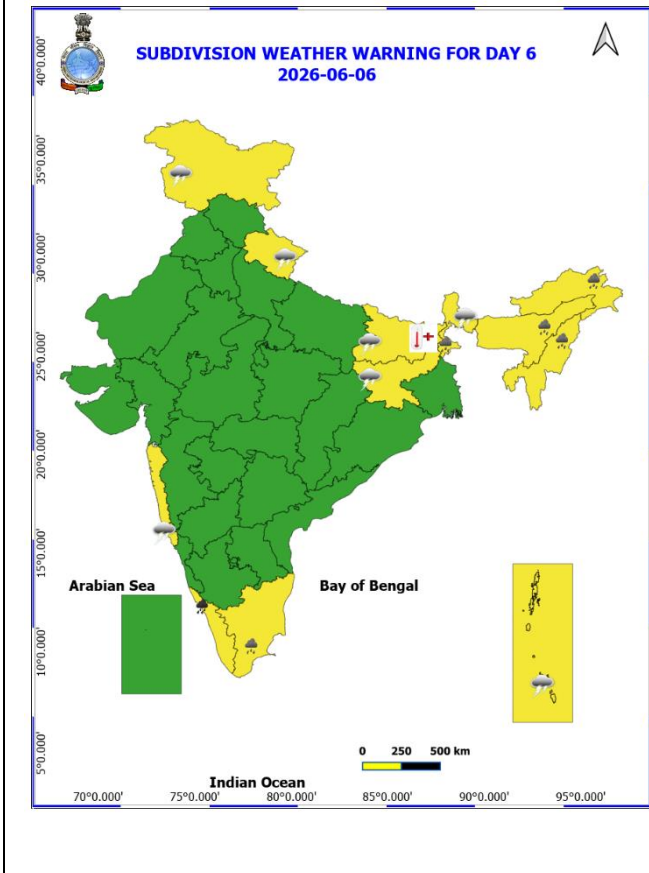 SUBDIVISION WEATHER WARNING FOR DAY 6
2026-06-06
40°0.000'
35°0.000'
30°0.000'
25°0.000'
20°0.000'
15°0.000'
Arabian Sea
Bay of Bengal
10°0.000'
0 250 500 km
5°0.000'
Indian Ocean
70°0.000' 75°0.000' 80°0.000' 85°0.000' 90°0.000' 95°0.000'